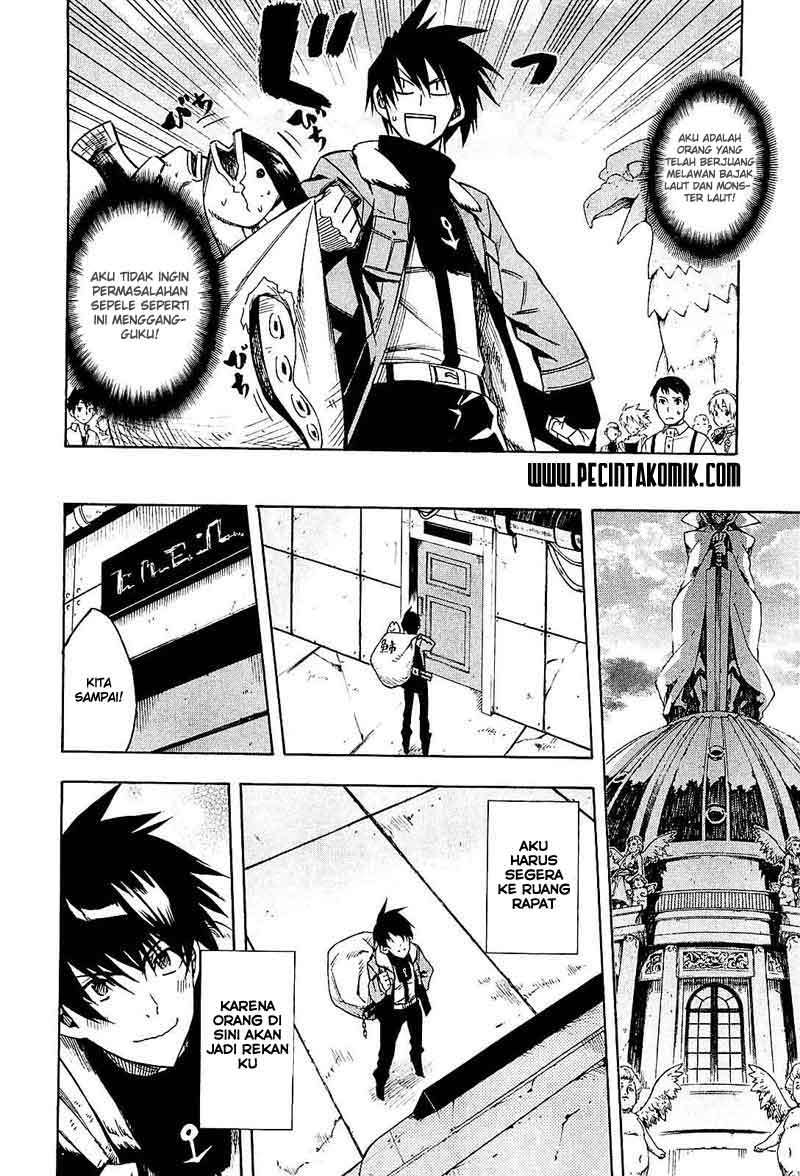 AKU ADALAH
ORANG YANG
TELAH BERJUANG
MELAWAN BAJAK
LAUT DAN MONS-
TER LAUT!
AKU TIDAK INGIN
PERMASALAHAN
SEPELE SEPERTI
INI MENGGANG-
GUKU!
WWW.PECINTAKOMIK.COM
KITA
SAMPAI!
AKU
HARUS
SEGERA
KE RUANG
RAPAT
KARENA
ORANG DI
SINI AKAN
JADI REKAN
KU